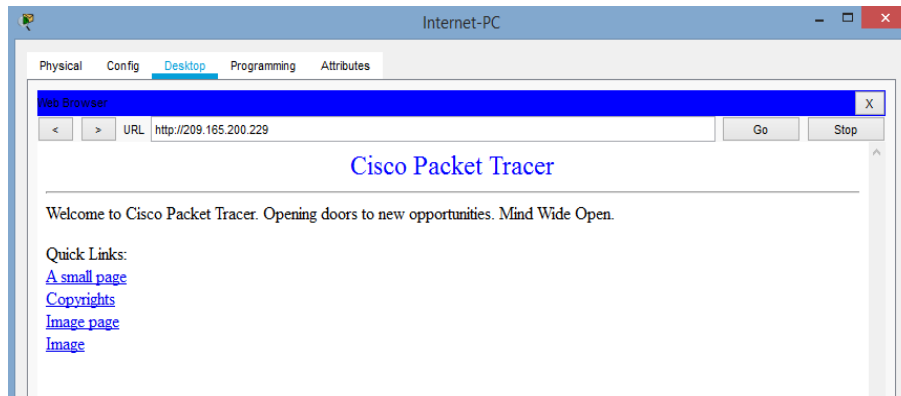 Internet-PC
Physical Config Desktop Programming Attributes
Web Browser X
< > URL http://209.165.200.229 Go Stop
Cisco Packet Tracer
Welcome to Cisco Packet Tracer. Opening doors to new opportunities. Mind Wide Open.
Quick Links:
A small page
Copyrights
Image page
Image